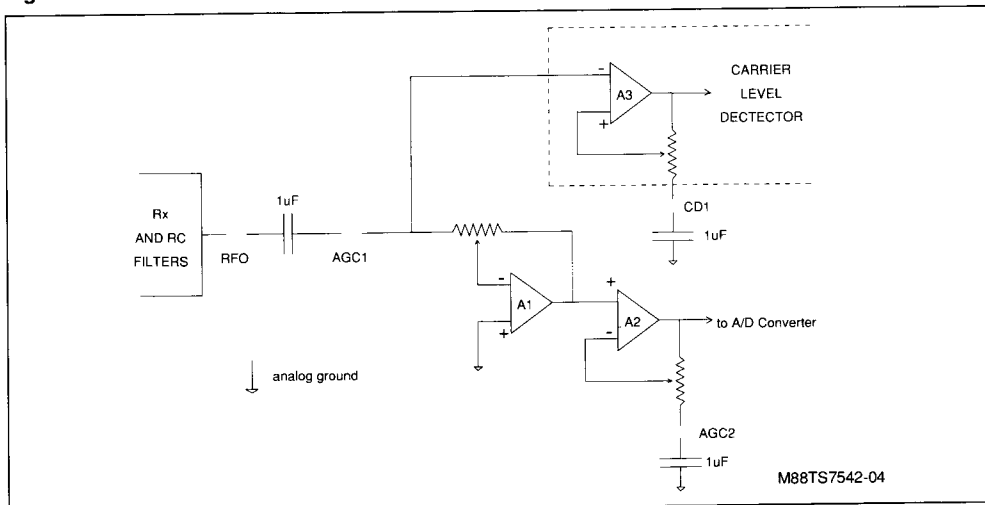 CARRIER
LEVEL
DECTECTOR
-
A3
+
CD1
1uF
Rx
AND RC
FILTERS
RFO
1uF
AGC1
-
A1
+
+
A2
-
to A/D Converter
analog ground
AGC2
1uF
M88TS7542-04